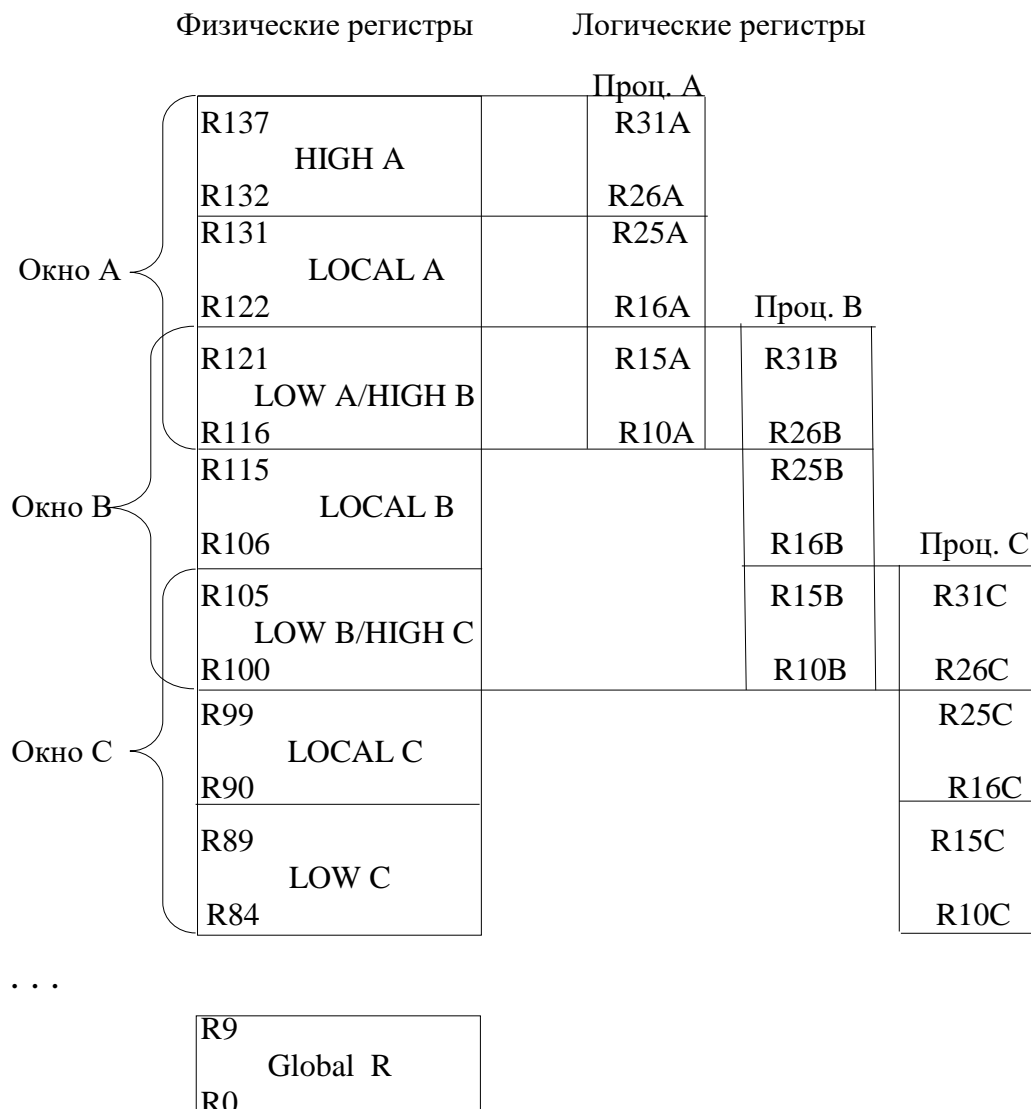 Физические регистры Логические регистры
Проц. А
R137 R31A
HIGH A
R132 R26A
R131 R25A
Окно А LOCAL A
R122 R16A Проц. В
R121 R15A R31B
LOW A/HIGH B
R116 R10A R26B
R115 R25B
Окно В LOCAL B
R106 R16B Проц. С
R105 R15B R31C
LOW B/HIGH C
R100 R10B R26C
R99 R25C
Окно С LOCAL C
R90 R16C
R89 R15C
LOW C
R84 R10C
. . .
R9
Global R
R0